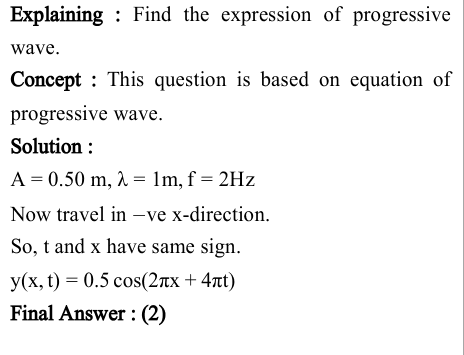 Explaining : Find the expression of progressive
wave.
Concept : This question is based on equation of
progressive wave.
Solution :
A = 0.50 m, λ = 1m, f = 2Hz
Now travel in −ve x-direction.
So, t and x have same sign.
y(x, t) = 0.5 cos(2πx + 4πt)
Final Answer : (2)